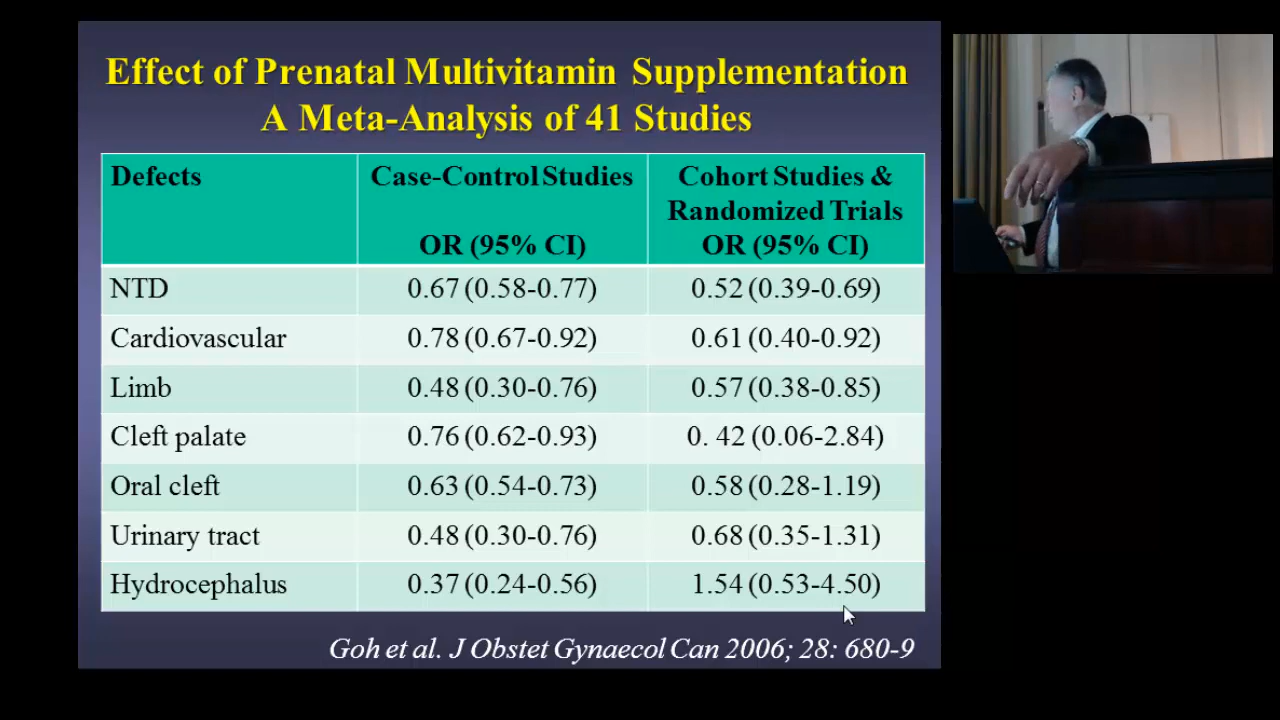 Effect of Prenatal Multivitamin Supplementation
A Meta-Analysis of 41 Studies
Defects
Case-Control Studies
OR (95% CI)
Cohort Studies &
Randomized Trials
OR (95% CI)
NTD 0.67 (0.58-0.77) 0.52 (0.39-0.69)
Cardiovascular 0.78 (0.67-0.92) 0.61 (0.40-0.92)
Limb 0.48 (0.30-0.76) 0.57 (0.38-0.85)
Cleft palate 0.76 (0.62-0.93) 0. 42 (0.06-2.84)
Oral cleft 0.63 (0.54-0.73) 0.58 (0.28-1.19)
Urinary tract 0.48 (0.30-0.76) 0.68 (0.35-1.31)
Hydrocephalus 0.37 (0.24-0.56) 1.54 (0.53-4.50)
Goh et al. J Obstet Gynaecol Can 2006; 28: 680-9